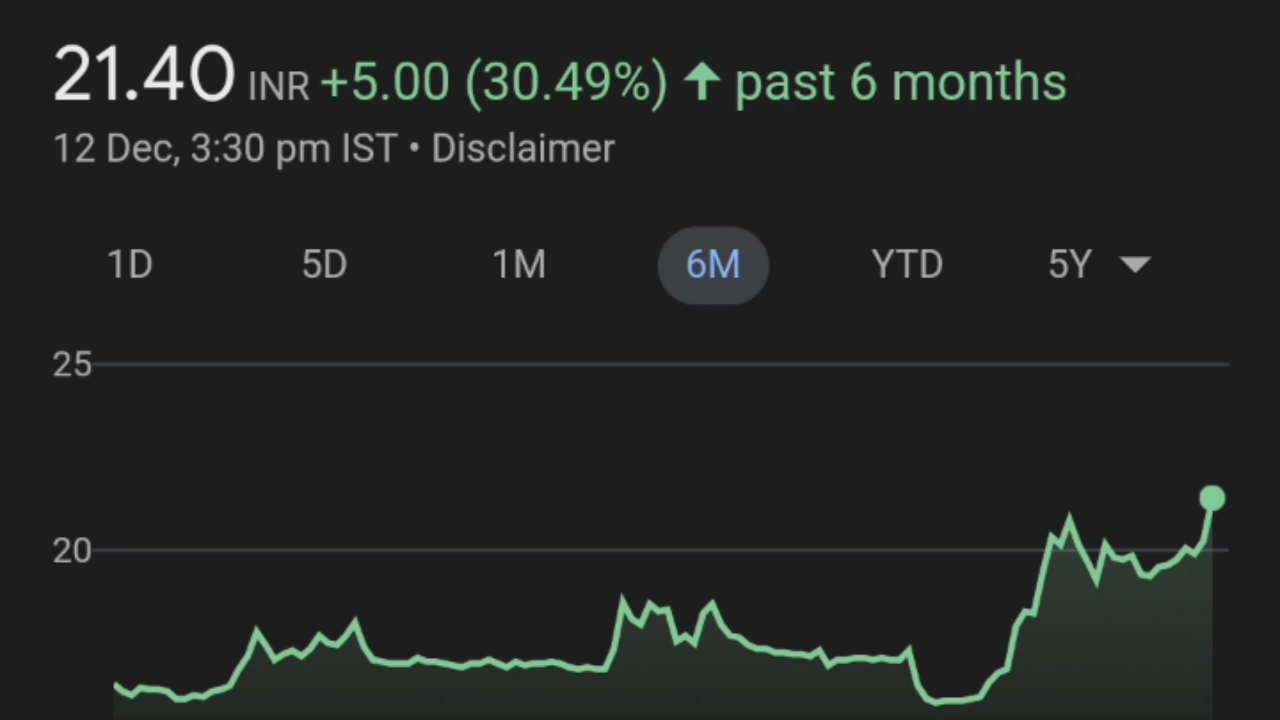 21.40 INR +5.00 (30.49%) ↑ past 6 months
12 Dec, 3:30 pm IST • Disclaimer
1D 5D 1M 6M YTD 5Y
25
20